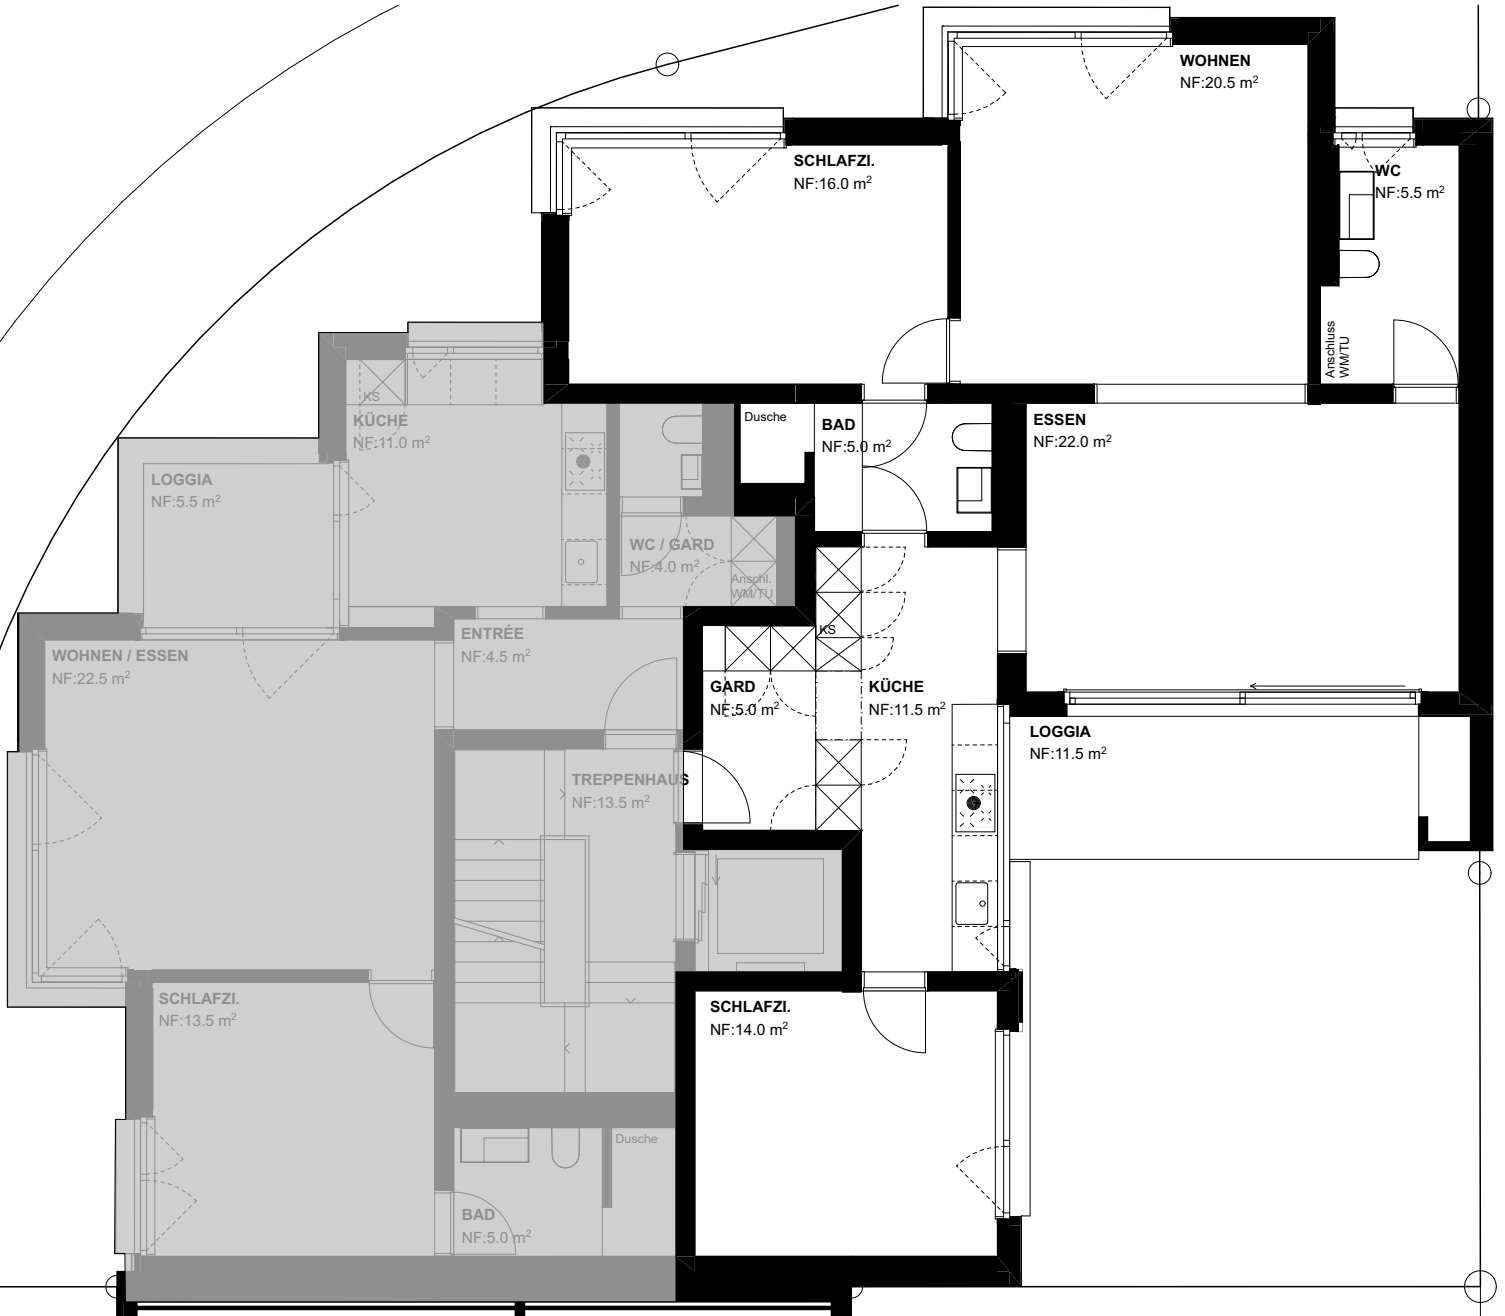 WOHNEN
NF:20.5 m²
SCHLAFZI.
NF:16.0 m²
WC
NF:5.5 m²
Anschluss
WM/TU
KS
KÜCHE
NF:11.0 m²
Dusche
BAD
NF:5.0 m²
ESSEN
NF:22.0 m²
LOGGIA
NF:5.5 m²
WC / GARD
NF:4.0 m²
Anschl.
WM/TU
ENTRÉE
NF:4.5 m²
KS
WOHNEN / ESSEN
NF:22.5 m²
GARD
NF:5.0 m²
KÜCHE
NF:11.5 m²
LOGGIA
NF:11.5 m²
TREPPENHAUS
NF:13.5 m²
SCHLAFZI.
NF:13.5 m²
SCHLAFZI.
NF:14.0 m²
Dusche
BAD
NF:5.0 m²